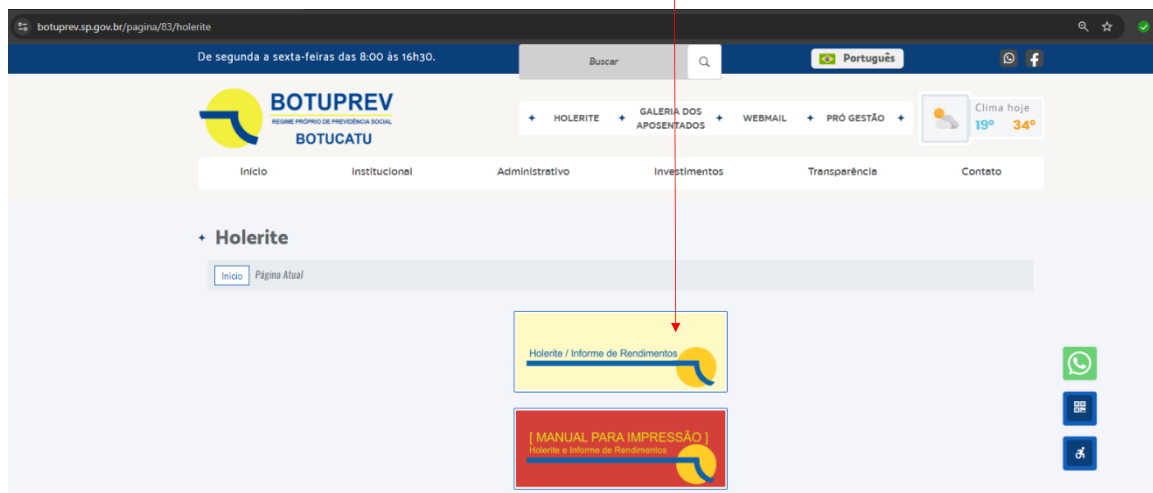 botuprev.sp.gov.br/pagina/83/holerite
De segunda a sexta-feiras das 8:00 às 16h30.
Buscar
Português
BOTUPREV
REGIME PRÓPRIO DE PREVIDÊNCIA SOCIAL
BOTUCATU
HOLERITE
GALERIA DOS
APOSENTADOS
WEBMAIL
PRÓ GESTÃO
Clima hoje
19º 34º
Início Institucional Administrativo Investimentos Transparência Contato
Holerite
Início Página Atual
Holerite / Informe de Rendimentos
[ MANUAL PARA IMPRESSÃO ]
Holerite e Informe de Rendimentos